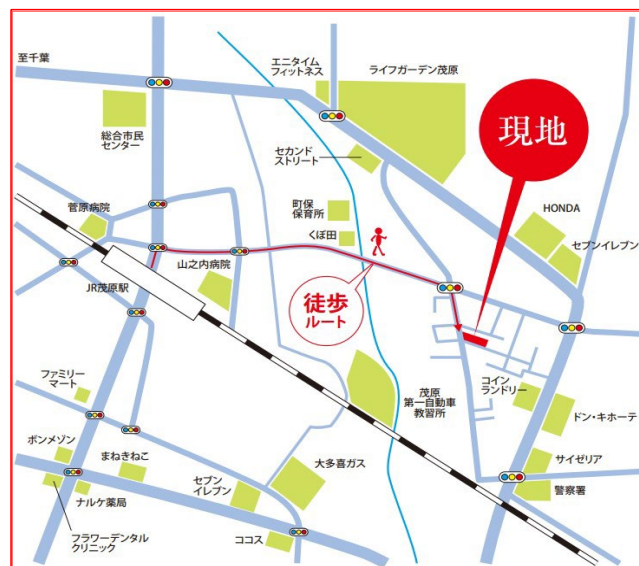 至千葉
エニタイム
フィットネス
ライフガーデン茂原
総合市民
センター
セカンド
ストリート
現地
菅原病院
町保
保育所
くぼ田
HONDA
セブンイレブン
山之内病院
JR茂原駅
徒歩
ルート
ファミリー
マート
茂原
第一自動車
教習所
コイン
ランドリー
ドン・キホーテ
ボンメゾン
まねきねこ
セブン
イレブン
大多喜ガス
サイゼリア
警察署
ナルケ薬局
フラワーデンタル
クリニック
ココス